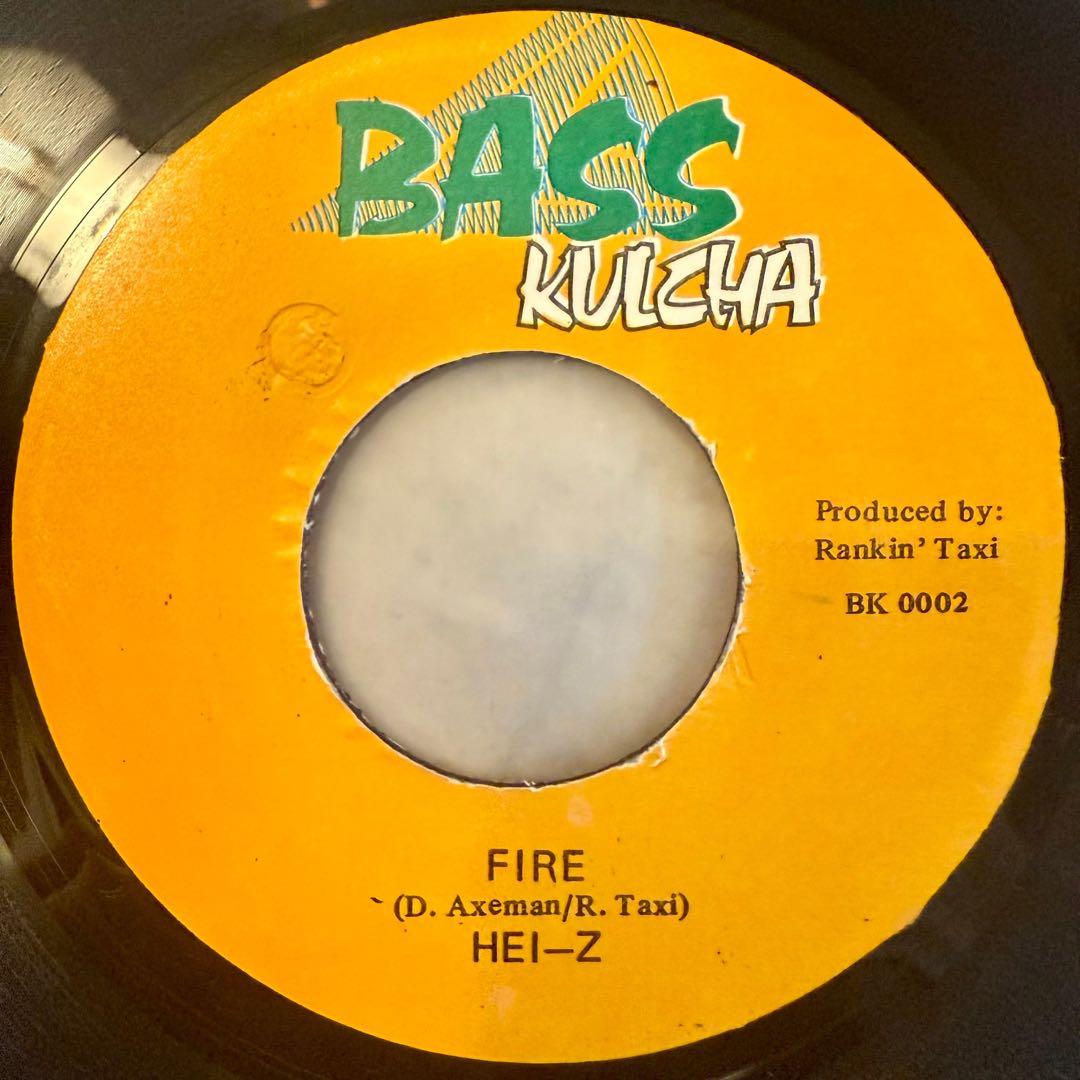 BASS
KULCHA
Produced by:
Rankin' Taxi
BK 0002
FIRE
(D. Axeman/R. Taxi)
HEI-Z